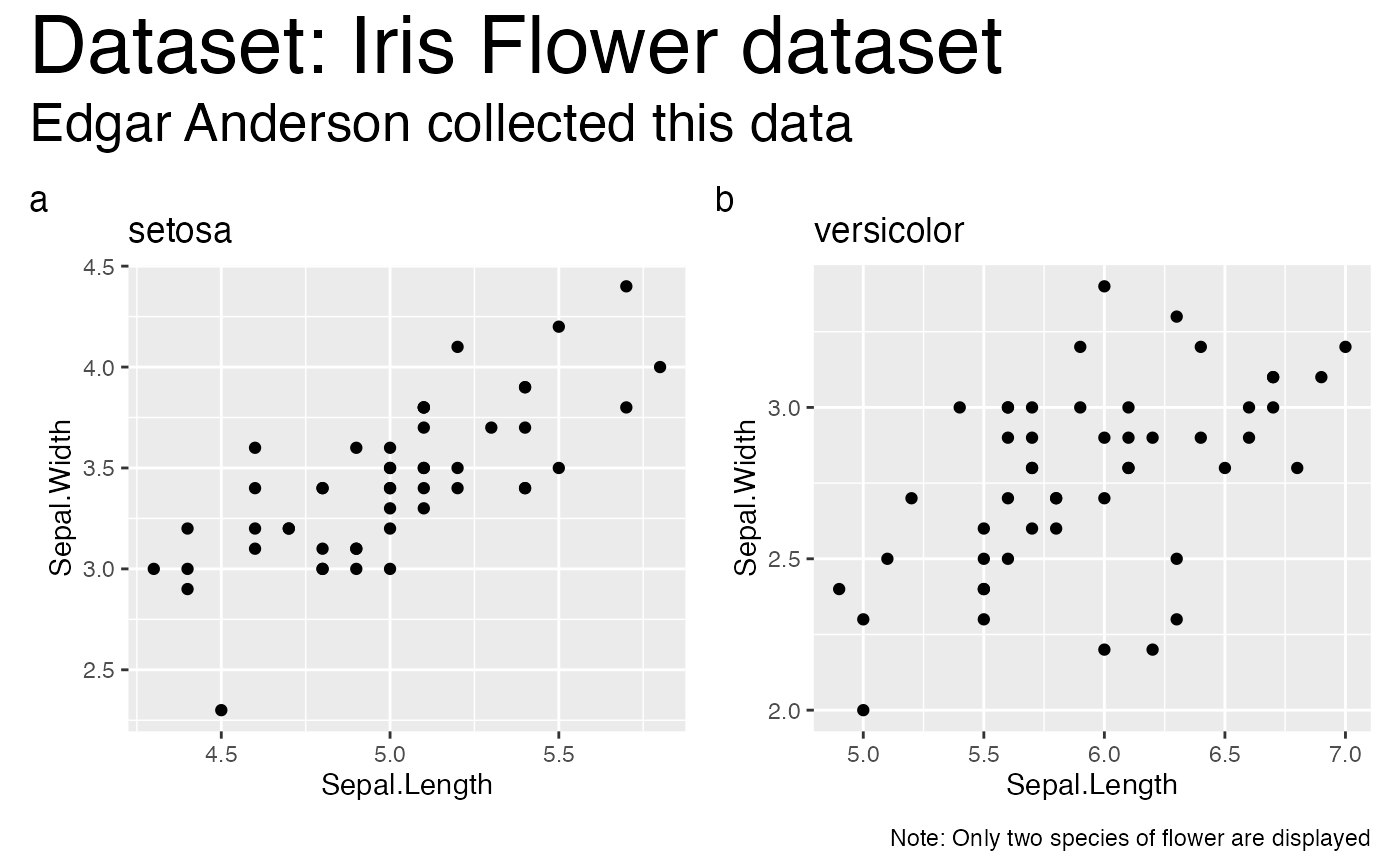 Dataset: Iris Flower dataset
Edgar Anderson collected this data
a
setosa
4.5
4.0
3.5
3.0
2.5
Sepal.Width
4.5 5.0 5.5
Sepal.Length
b
versicolor
3.0
2.5
2.0
Sepal.Width
5.0 5.5 6.0 6.5 7.0
Sepal.Length
Note: Only two species of flower are displayed